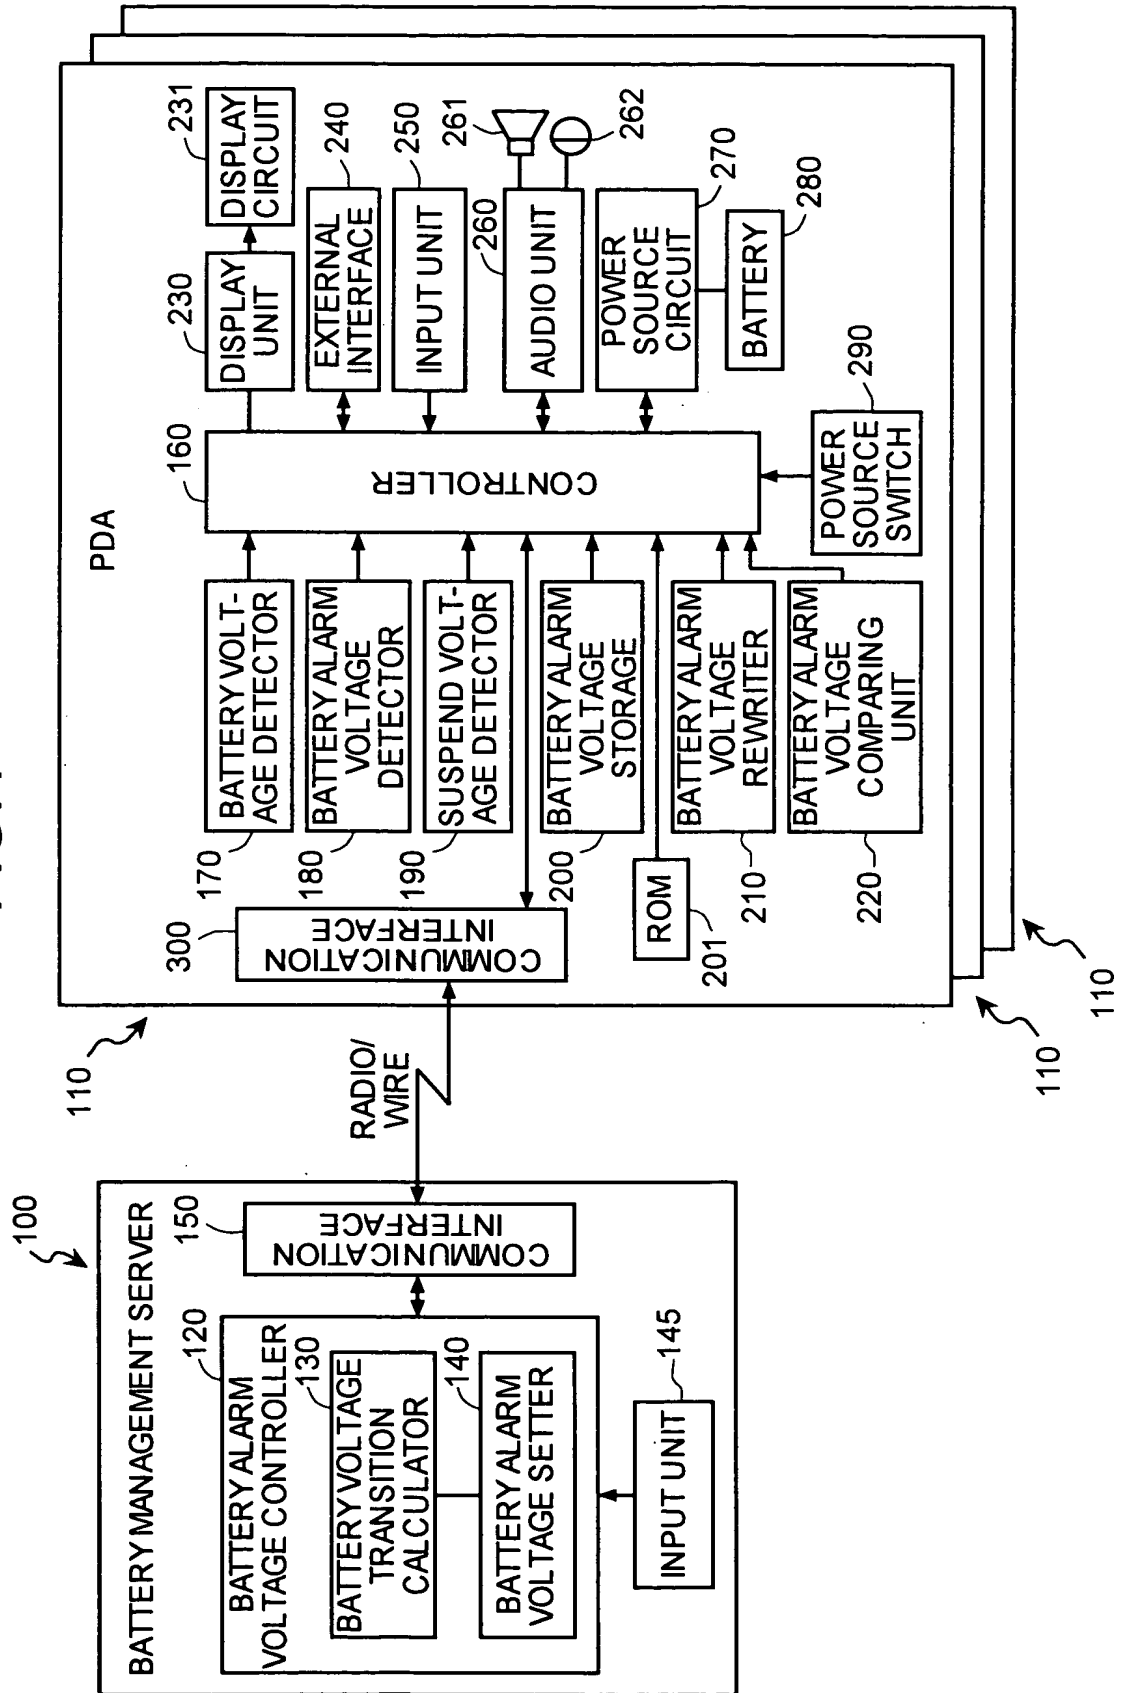 100
BATTERY MANAGEMENT SERVER
120
BATTERY ALARM
VOLTAGE CONTROLLER
130
BATTERY VOLTAGE
TRANSITION
CALCULATOR
140
BATTERY ALARM
VOLTAGE SETTER
145
INPUT UNIT
150
COMMUNICATION
INTERFACE
RADIO/
WIRE
110
110
110
PDA
300
COMMUNICATION
INTERFACE
170
BATTERY VOLT-
AGE DETECTOR
180
BATTERY ALARM
VOLTAGE
DETECTOR
190
SUSPEND VOLT-
AGE DETECTOR
200
BATTERY ALARM
VOLTAGE
STORAGE
ROM
201
210
BATTERY ALARM
VOLTAGE
REWRITER
220
BATTERY ALARM
VOLTAGE
COMPARING
UNIT
160
CONTROLLER
230
DISPLAY
UNIT
231
DISPLAY
CIRCUIT
240
EXTERNAL
INTERFACE
250
INPUT UNIT
260
AUDIO UNIT
261
262
270
POWER
SOURCE
CIRCUIT
280
BATTERY
290
POWER
SOURCE
SWITCH